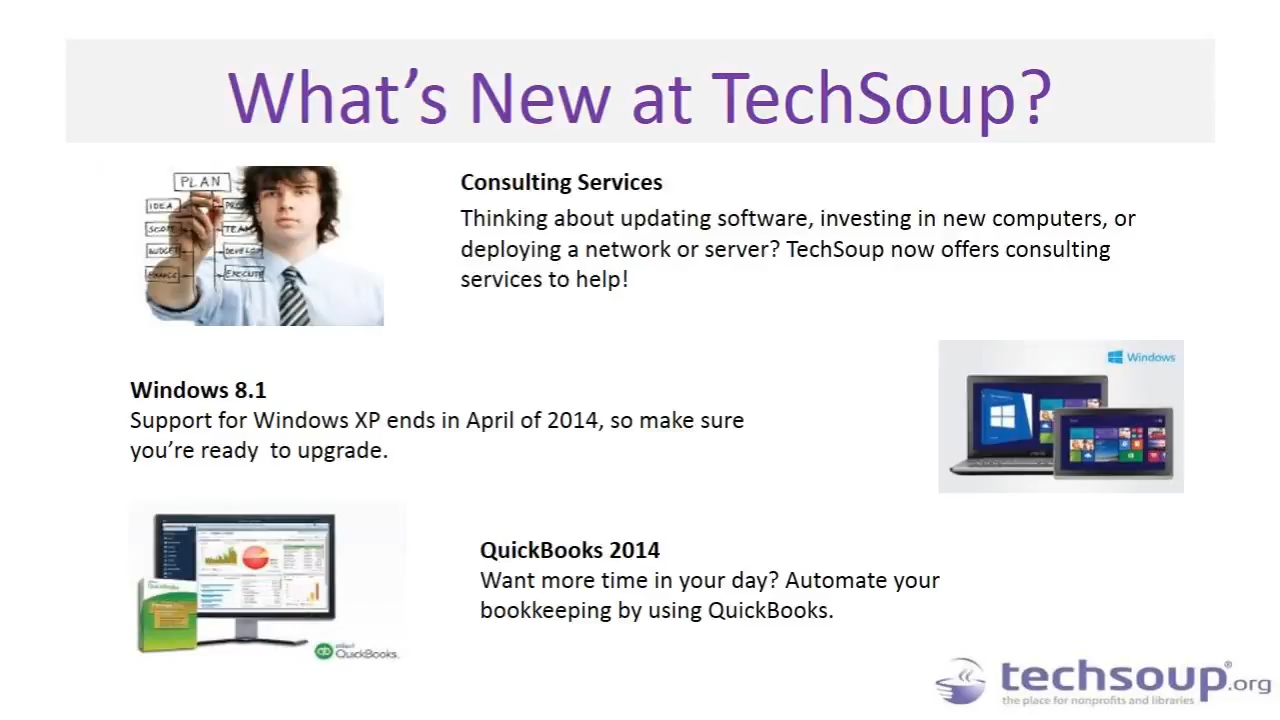 What's New at TechSoup?
PLAN
IDEA
SCOPE
TEAM
BUDGET
DEVELOP
FINANCE
EXECUTE
Consulting Services
Thinking about updating software, investing in new computers, or
deploying a network or server? TechSoup now offers consulting
services to help!
Windows 8.1
Support for Windows XP ends in April of 2014, so make sure
you're ready  to upgrade.
Windows
QuickBooks
QuickBooks 2014
Want more time in your day? Automate your
bookkeeping by using QuickBooks.
QuickBooks.
techsoup®.org
the place for nonprofits and libraries